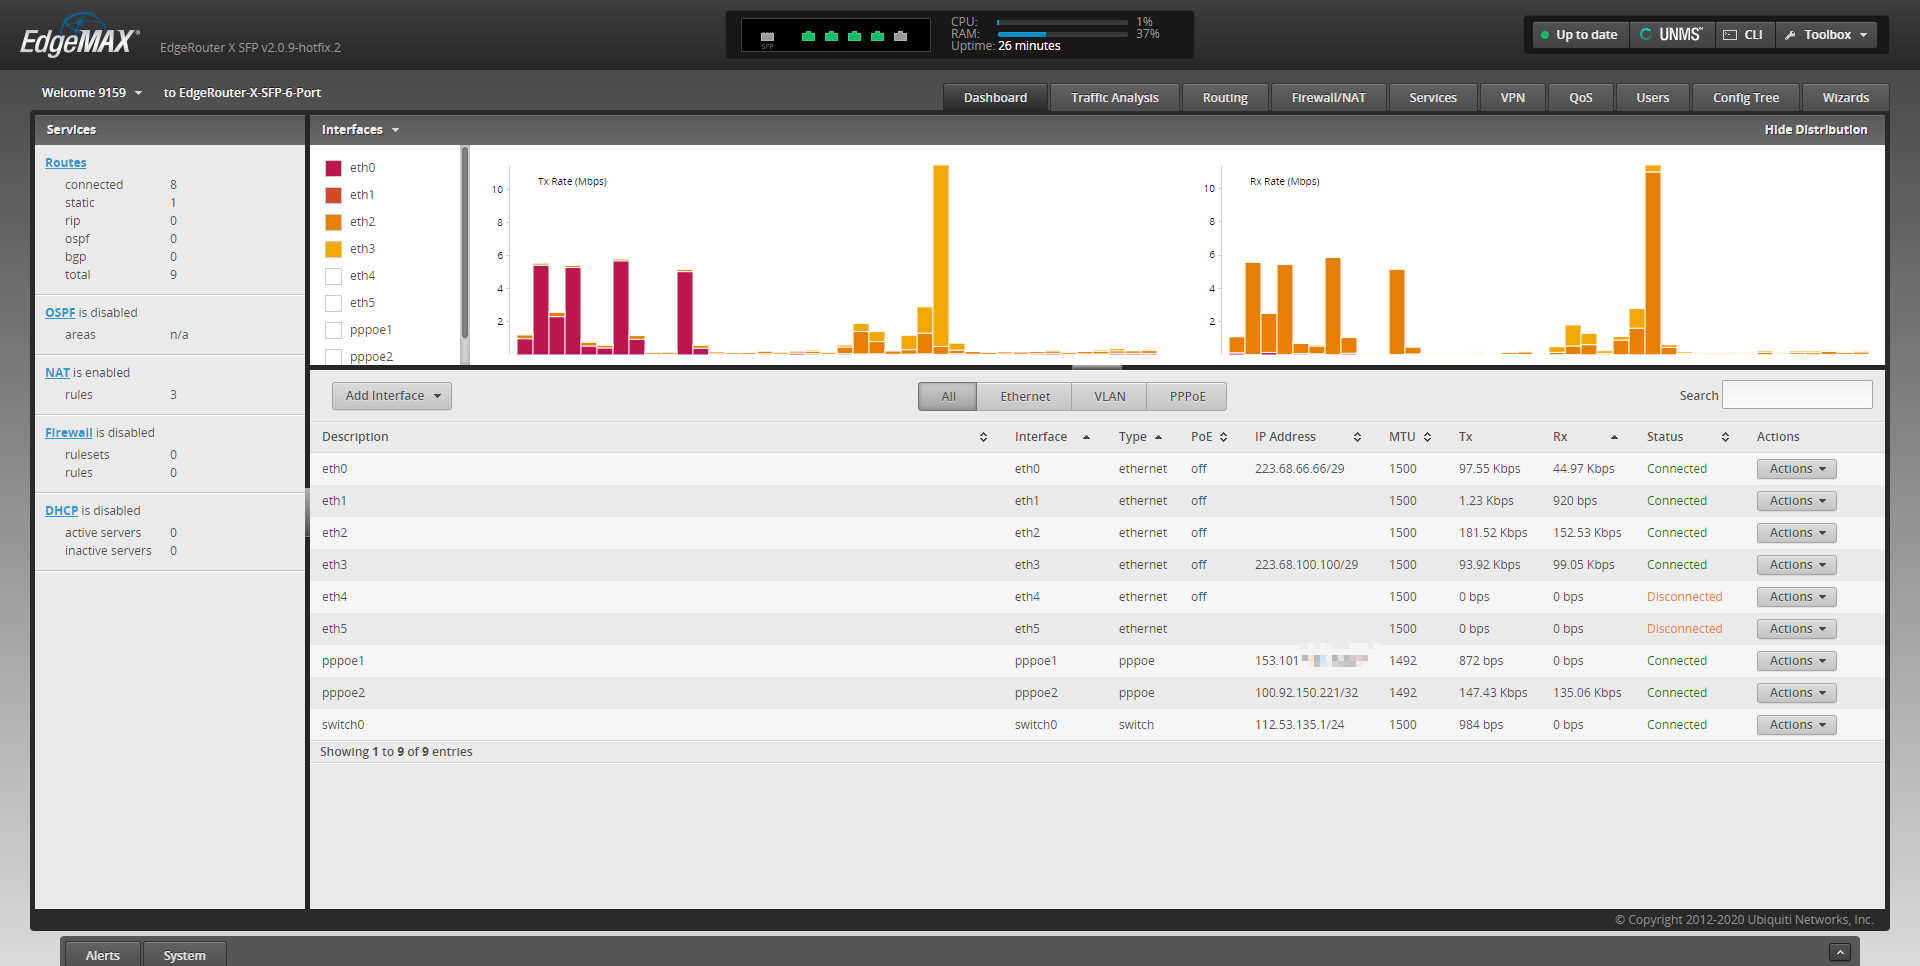 EdgeMAX®
EdgeRouter X SFP v2.0.9-hotfix.2
SFP
CPU: 1%
RAM: 37%
Uptime: 26 minutes
Up to date
UNMS™
CLI
Toolbox
Welcome 9159 to EdgeRouter-X-SFP-6-Port
Dashboard Traffic Analysis Routing Firewall/NAT Services VPN QoS Users Config Tree Wizards
Services
Routes
connected 8
static 1
rip 0
ospf 0
bgp 0
total 9
OSPF is disabled
areas n/a
NAT is enabled
rules 3
Firewall is disabled
rulesets 0
rules 0
DHCP is disabled
active servers 0
inactive servers 0
Interfaces Hide Distribution
eth0
eth1
eth2
eth3
eth4
eth5
pppoe1
pppoe2
Tx Rate (Mbps)
10
8
6
4
2
Rx Rate (Mbps)
10
8
6
4
2
Add Interface All Ethernet VLAN PPPoE Search
Description Interface Type PoE IP Address MTU Tx Rx Status Actions
eth0 eth0 ethernet off 223.68.66.66/29 1500 97.55 Kbps 44.97 Kbps Connected Actions
eth1 eth1 ethernet off 1500 1.23 Kbps 920 bps Connected Actions
eth2 eth2 ethernet off 1500 181.52 Kbps 152.53 Kbps Connected Actions
eth3 eth3 ethernet off 223.68.100.100/29 1500 93.92 Kbps 99.05 Kbps Connected Actions
eth4 eth4 ethernet off 1500 0 bps 0 bps Disconnected Actions
eth5 eth5 ethernet 1500 0 bps 0 bps Disconnected Actions
pppoe1 pppoe1 pppoe 153.101 1492 872 bps 0 bps Connected Actions
pppoe2 pppoe2 pppoe 100.92.150.221/32 1492 147.43 Kbps 135.06 Kbps Connected Actions
switch0 switch0 switch 112.53.135.1/24 1500 984 bps 0 bps Connected Actions
Showing 1 to 9 of 9 entries
© Copyright 2012-2020 Ubiquiti Networks, Inc.
Alerts System